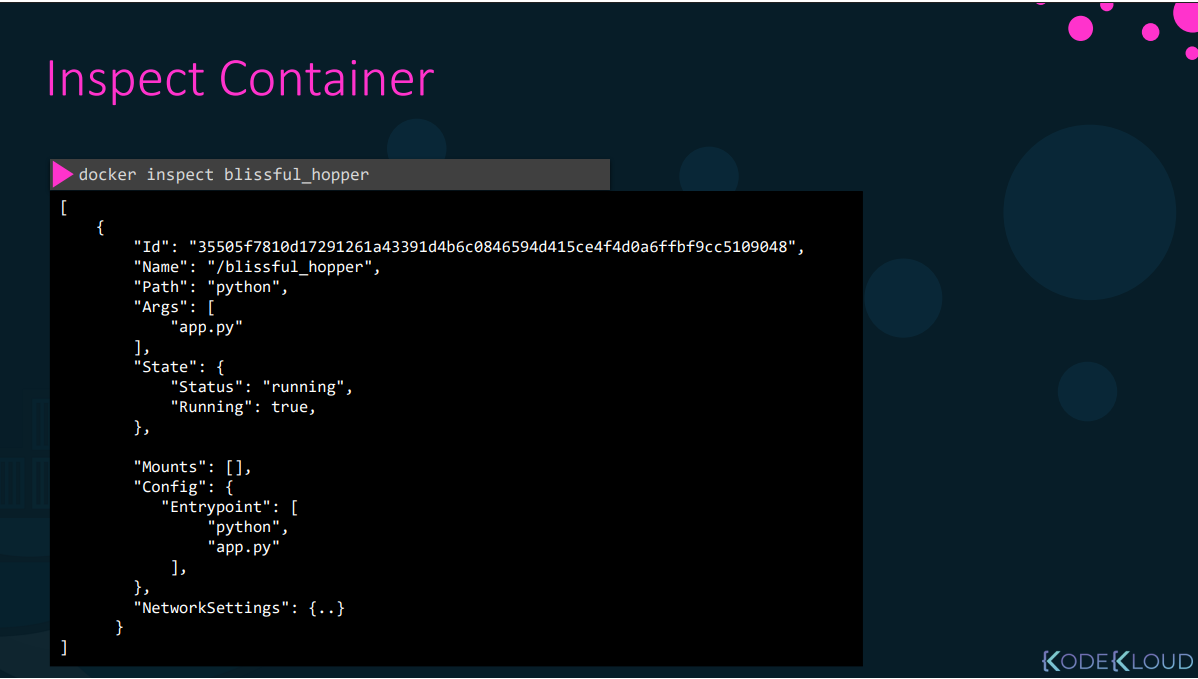 Inspect Container
docker inspect blissful_hopper
[
    {
        "Id": "35505f7810d17291261a43391d4b6c0846594d415ce4f4d0a6ffbf9cc5109048",
        "Name": "/blissful_hopper",
        "Path": "python",
        "Args": [
            "app.py"
        ],
        "State": {
            "Status": "running",
            "Running": true,
        },
        "Mounts": [],
        "Config": {
           "Entrypoint": [
                "python",
                "app.py"
            ],
        },
        "NetworkSettings": {..}
      }
]
KODEKLOUD